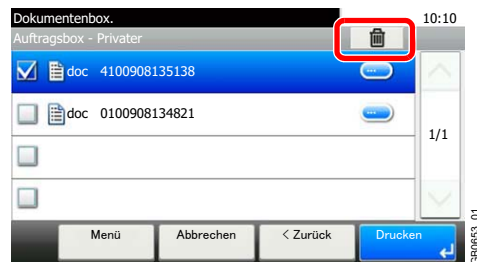 Dokumentenbox. 10:10
Auftragsbox - Privater
doc 4100908135138
doc 0100908134821
1/1
Menü Abbrechen < Zurück Drucken
GB0653_01